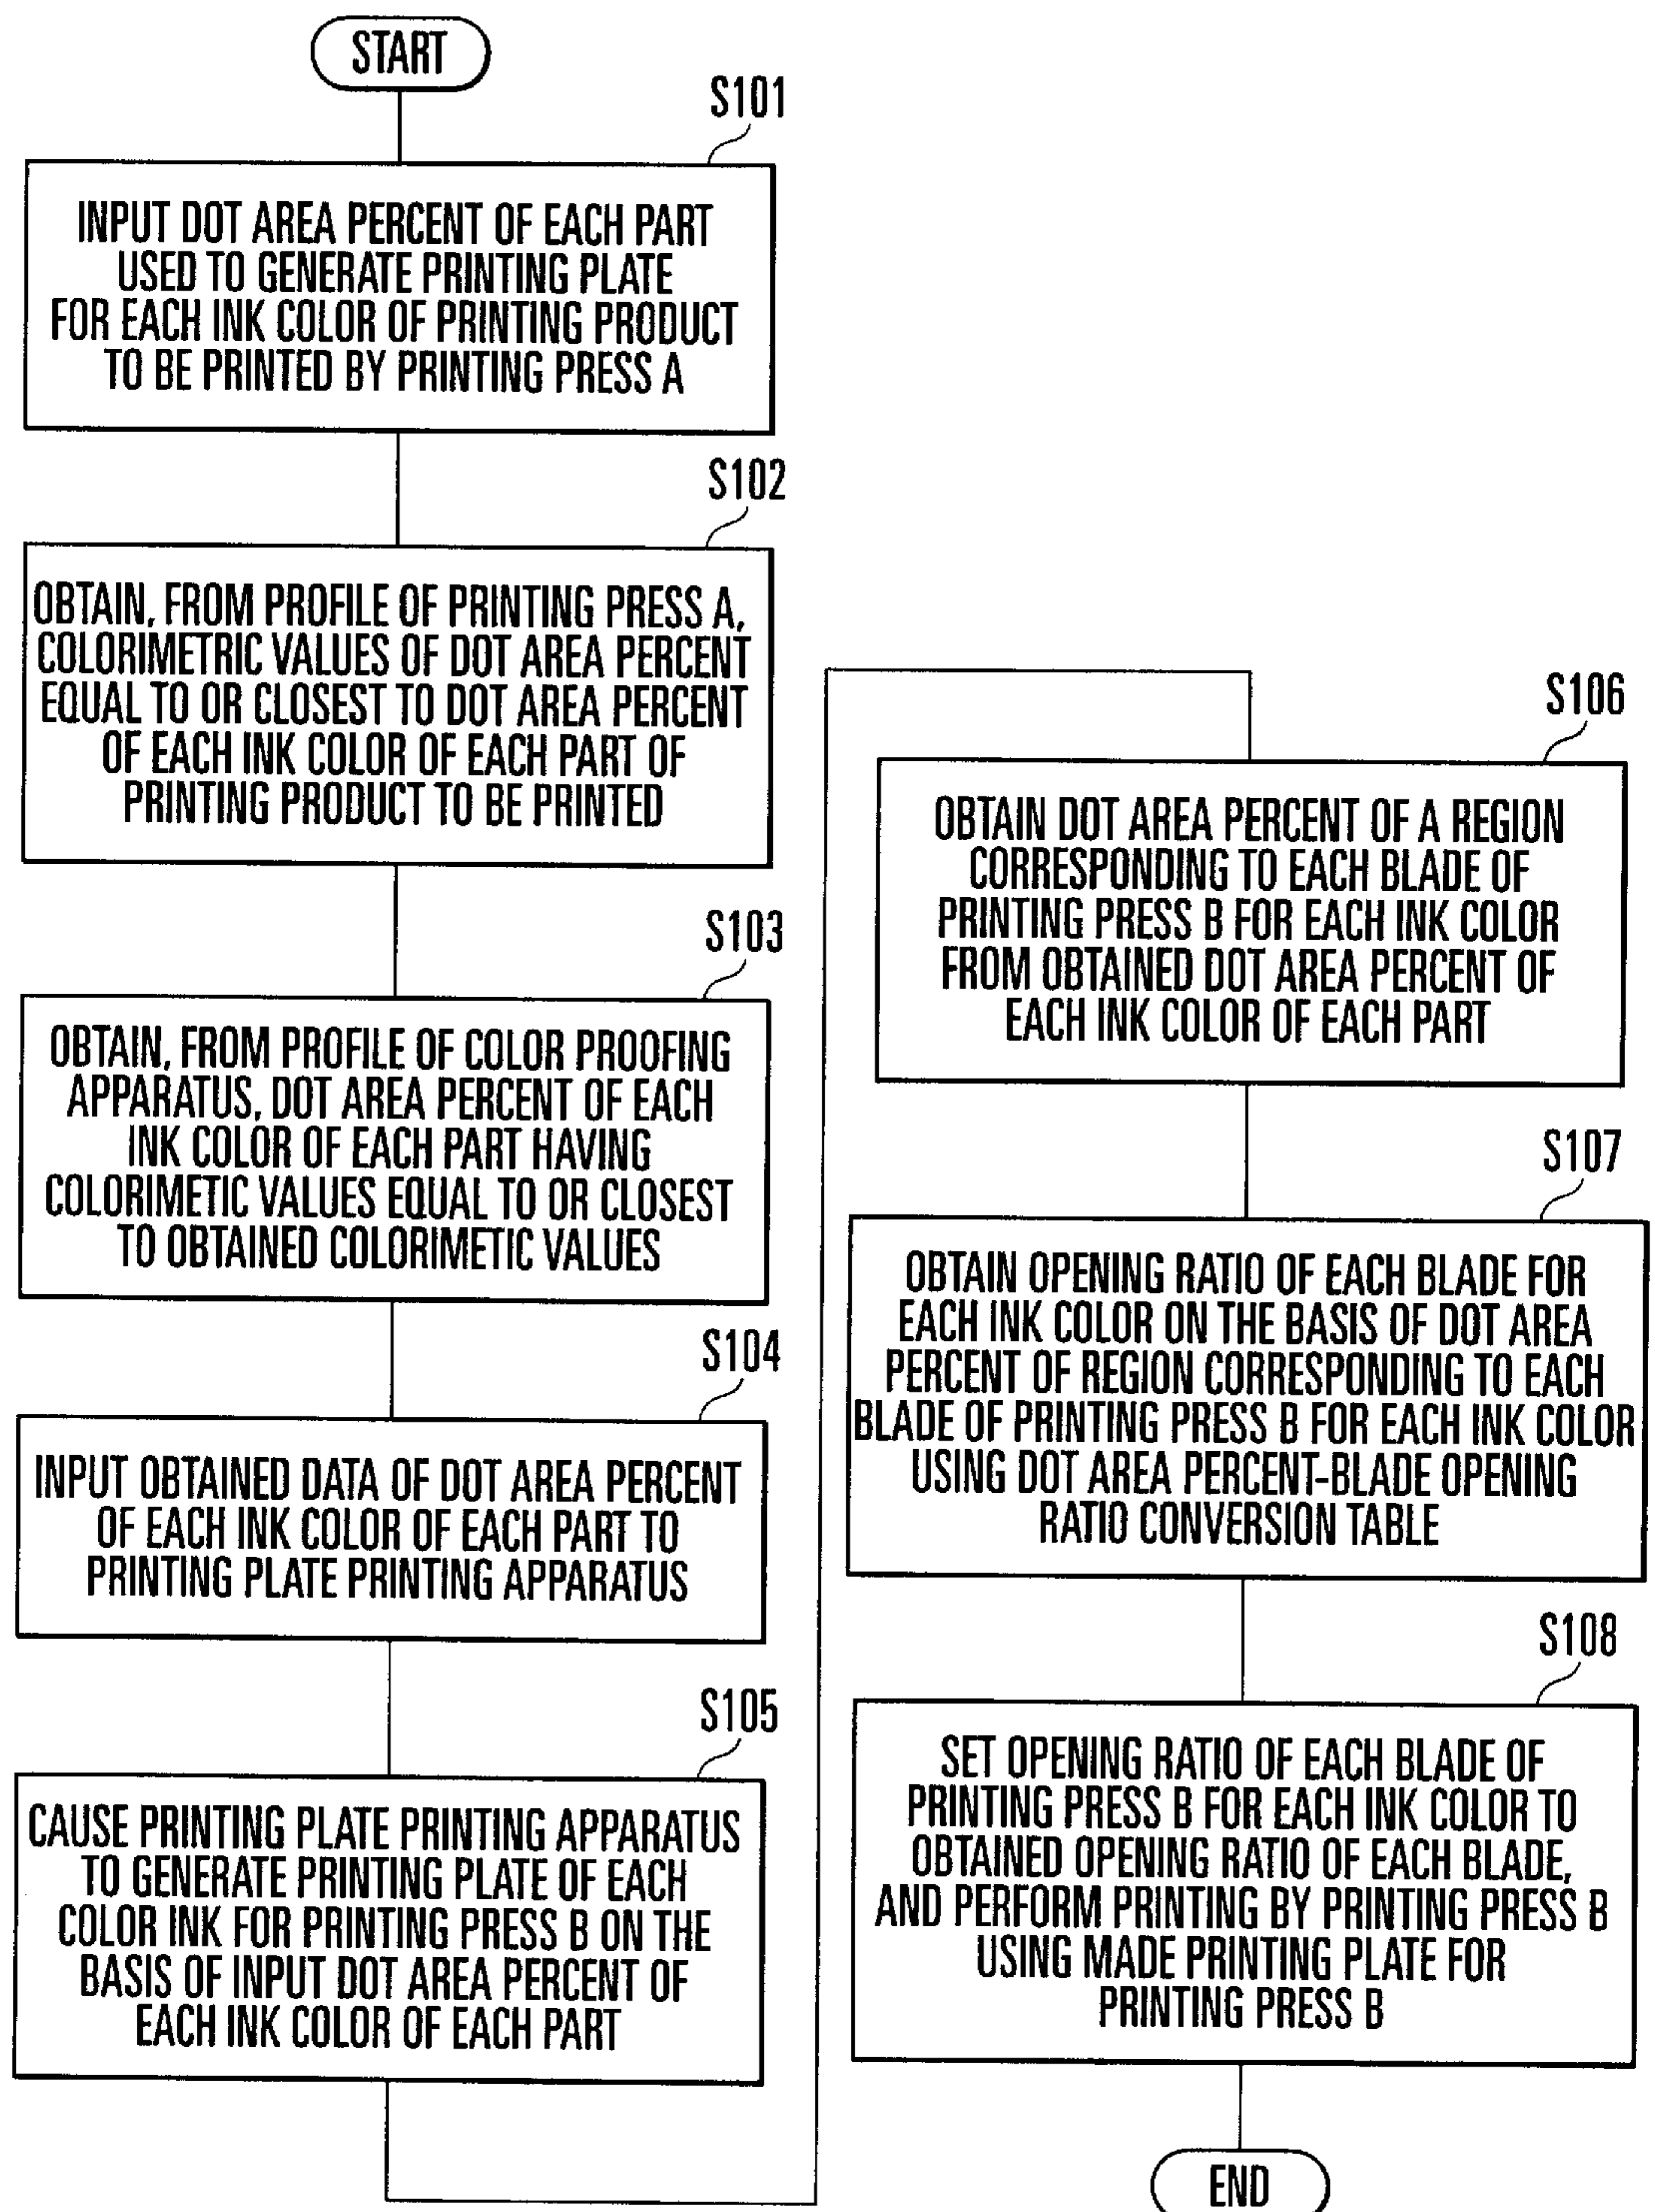 START
S101
INPUT DOT AREA PERCENT OF EACH PART
USED TO GENERATE PRINTING PLATE
FOR EACH INK COLOR OF PRINTING PRODUCT
TO BE PRINTED BY PRINTING PRESS A
S102
OBTAIN, FROM PROFILE OF PRINTING PRESS A,
COLORIMETRIC VALUES OF DOT AREA PERCENT
EQUAL TO OR CLOSEST TO DOT AREA PERCENT
OF EACH INK COLOR OF EACH PART OF
PRINTING PRODUCT TO BE PRINTED
S103
OBTAIN, FROM PROFILE OF COLOR PROOFING
APPARATUS, DOT AREA PERCENT OF EACH
INK COLOR OF EACH PART HAVING
COLORIMETIC VALUES EQUAL TO OR CLOSEST
TO OBTAINED COLORIMETIC VALUES
S104
INPUT OBTAINED DATA OF DOT AREA PERCENT
OF EACH INK COLOR OF EACH PART TO
PRINTING PLATE PRINTING APPARATUS
S105
CAUSE PRINTING PLATE PRINTING APPARATUS
TO GENERATE PRINTING PLATE OF EACH
COLOR INK FOR PRINTING PRESS B ON THE
BASIS OF INPUT DOT AREA PERCENT OF
EACH INK COLOR OF EACH PART
S106
OBTAIN DOT AREA PERCENT OF A REGION
CORRESPONDING TO EACH BLADE OF
PRINTING PRESS B FOR EACH INK COLOR
FROM OBTAINED DOT AREA PERCENT OF
EACH INK COLOR OF EACH PART
S107
OBTAIN OPENING RATIO OF EACH BLADE FOR
EACH INK COLOR ON THE BASIS OF DOT AREA
PERCENT OF REGION CORRESPONDING TO EACH
BLADE OF PRINTING PRESS B FOR EACH INK COLOR
USING DOT AREA PERCENT-BLADE OPENING
RATIO CONVERSION TABLE
S108
SET OPENING RATIO OF EACH BLADE OF
PRINTING PRESS B FOR EACH INK COLOR TO
OBTAINED OPENING RATIO OF EACH BLADE,
AND PERFORM PRINTING BY PRINTING PRESS B
USING MADE PRINTING PLATE FOR
PRINTING PRESS B
END